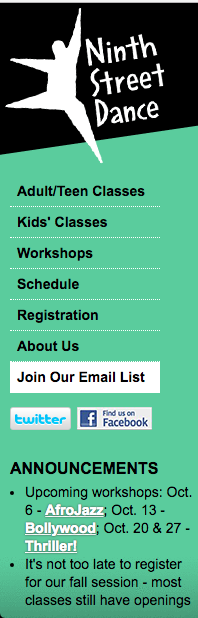 Ninth
Street
Dance
Adult/Teen Classes
Kids' Classes
Workshops
Schedule
Registration
About Us
Join Our Email List
twitter
Find us on
Facebook
ANNOUNCEMENTS
• Upcoming workshops: Oct.
6 - AfroJazz; Oct. 13 -
Bollywood; Oct. 20 & 27 -
Thriller!
• It's not too late to register
for our fall session - most
classes still have openings